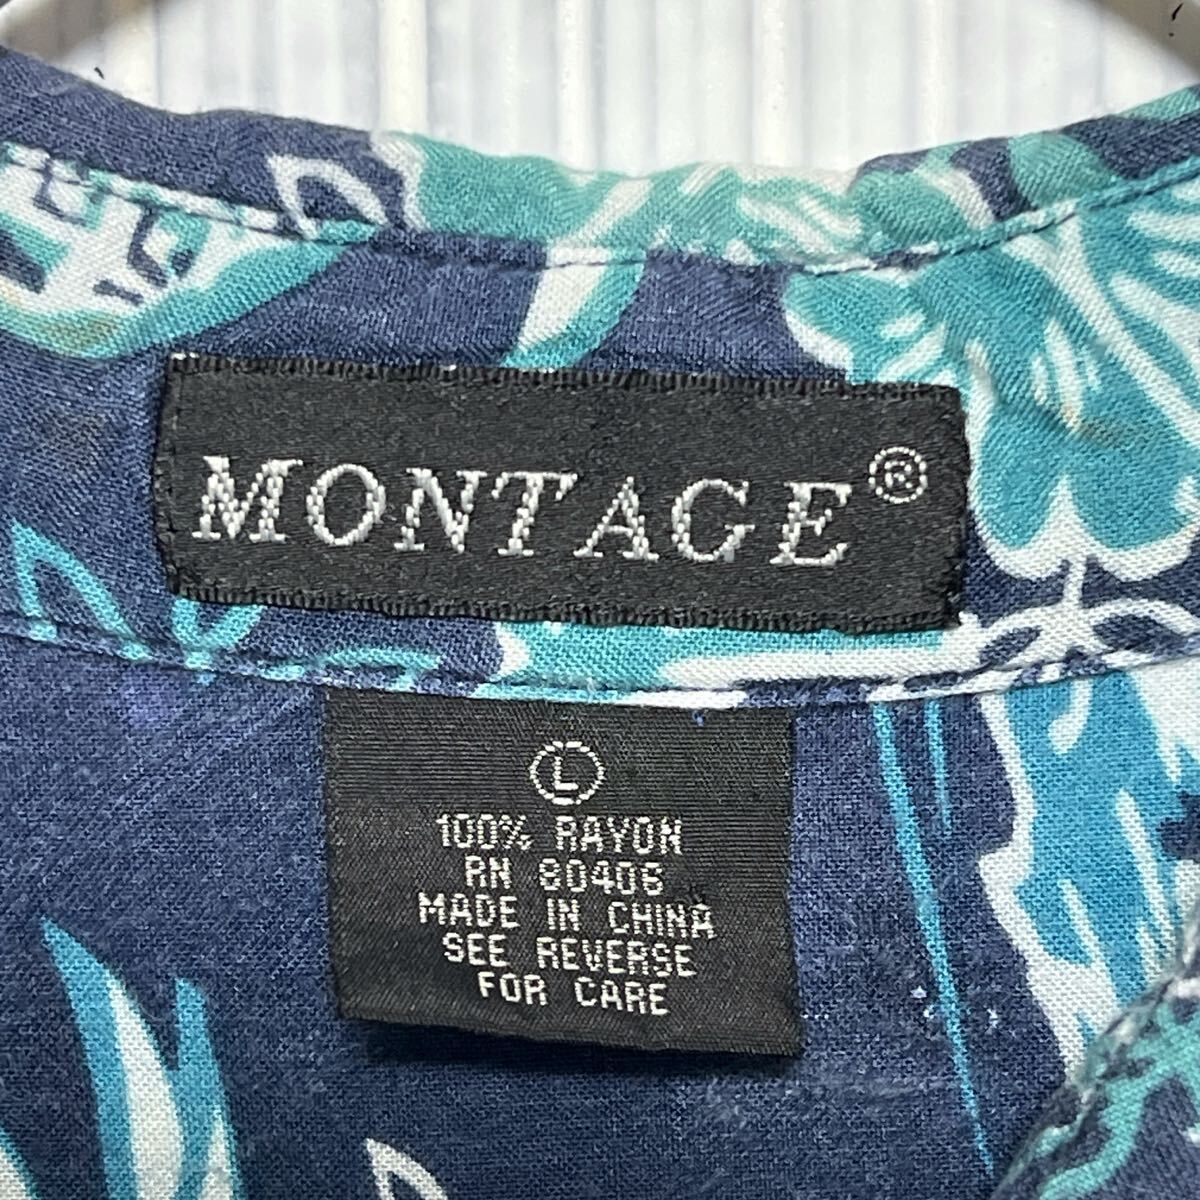 MONTAGE®
L
100% RAYON
RN 80406
MADE IN CHINA
SEE REVERSE
FOR CARE